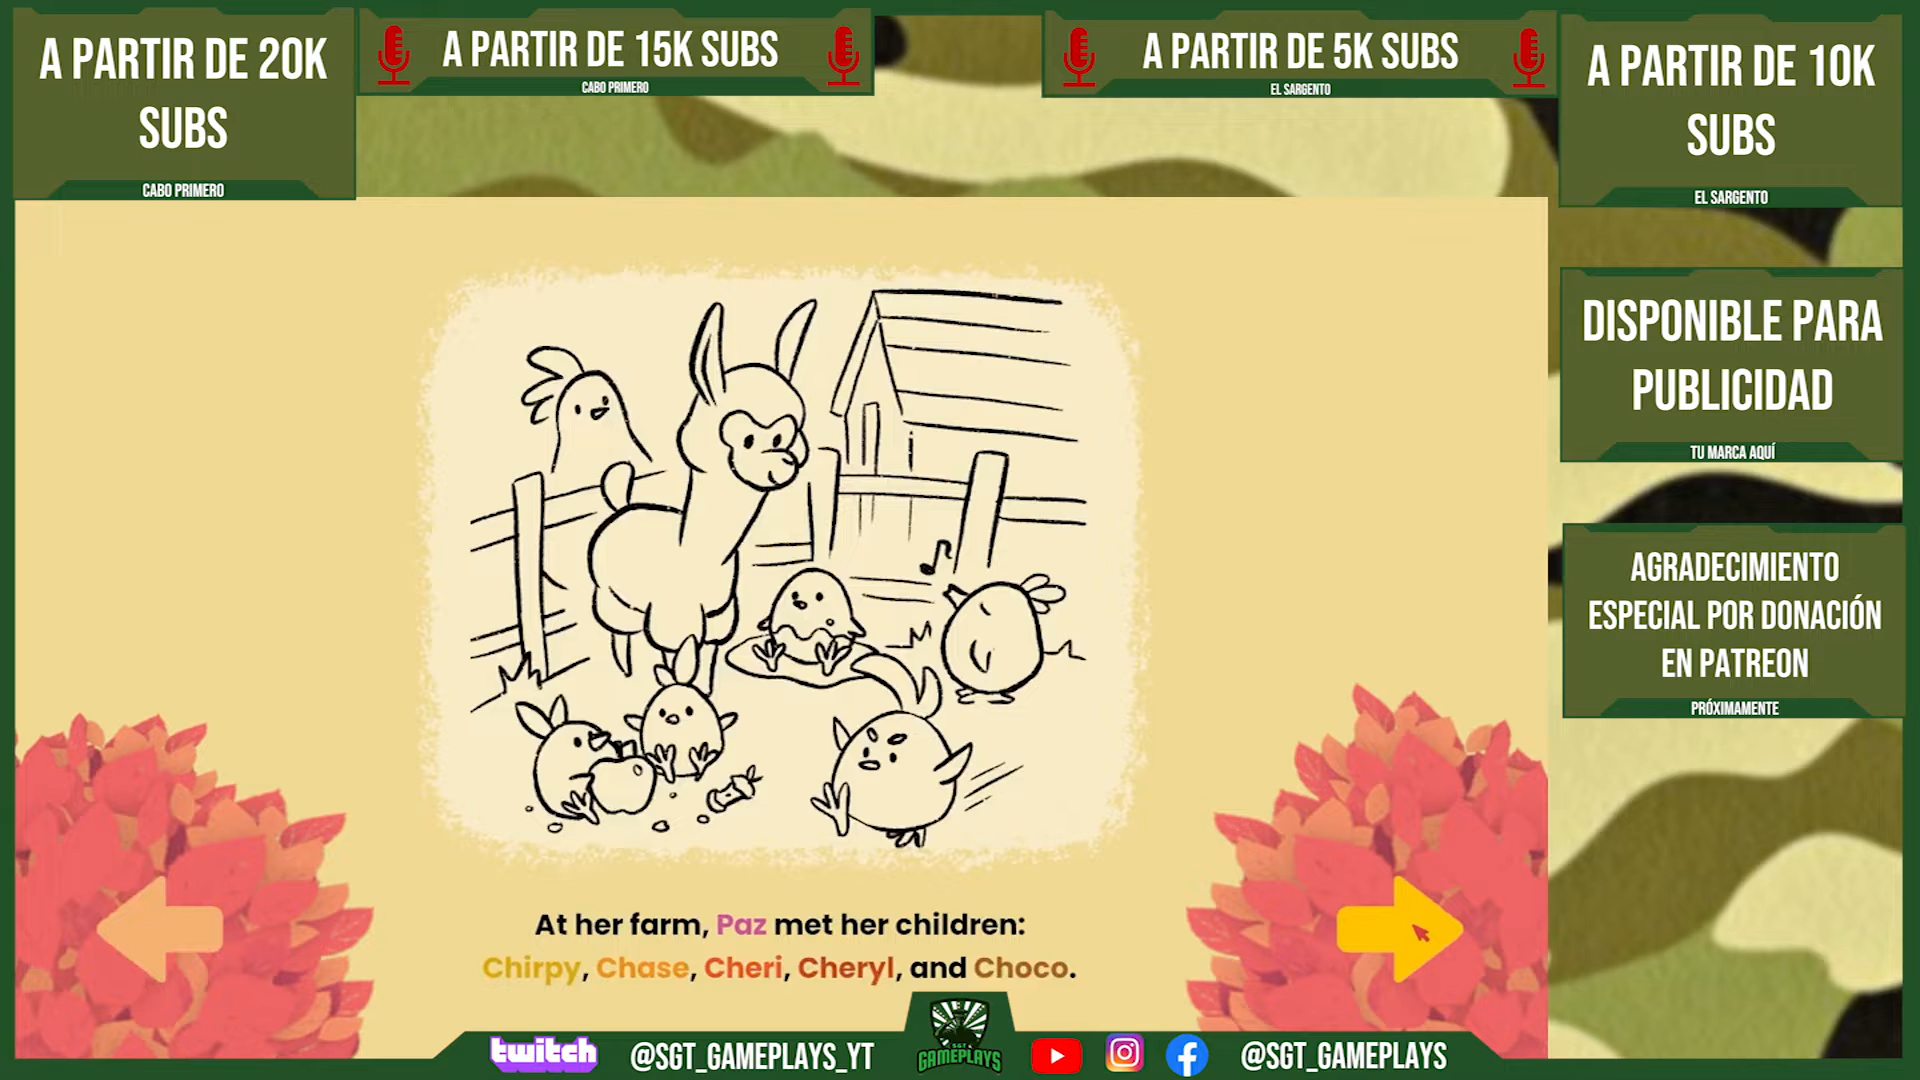 A PARTIR DE 20K
SUBS
CABO PRIMERO
A PARTIR DE 15K SUBS
CABO PRIMERO
A PARTIR DE 5K SUBS
EL SARGENTO
A PARTIR DE 10K
SUBS
EL SARGENTO
DISPONIBLE PARA
PUBLICIDAD
TU MARCA AQUÍ
AGRADECIMIENTO
ESPECIAL POR DONACIÓN
EN PATREON
PRÓXIMAMENTE
At her farm, Paz met her children:
Chirpy, Chase, Cheri, Cheryl, and Choco.
twitch
@SGT_GAMEPLAYS_YT
SGT
GAMEPLAYS
@SGT_GAMEPLAYS